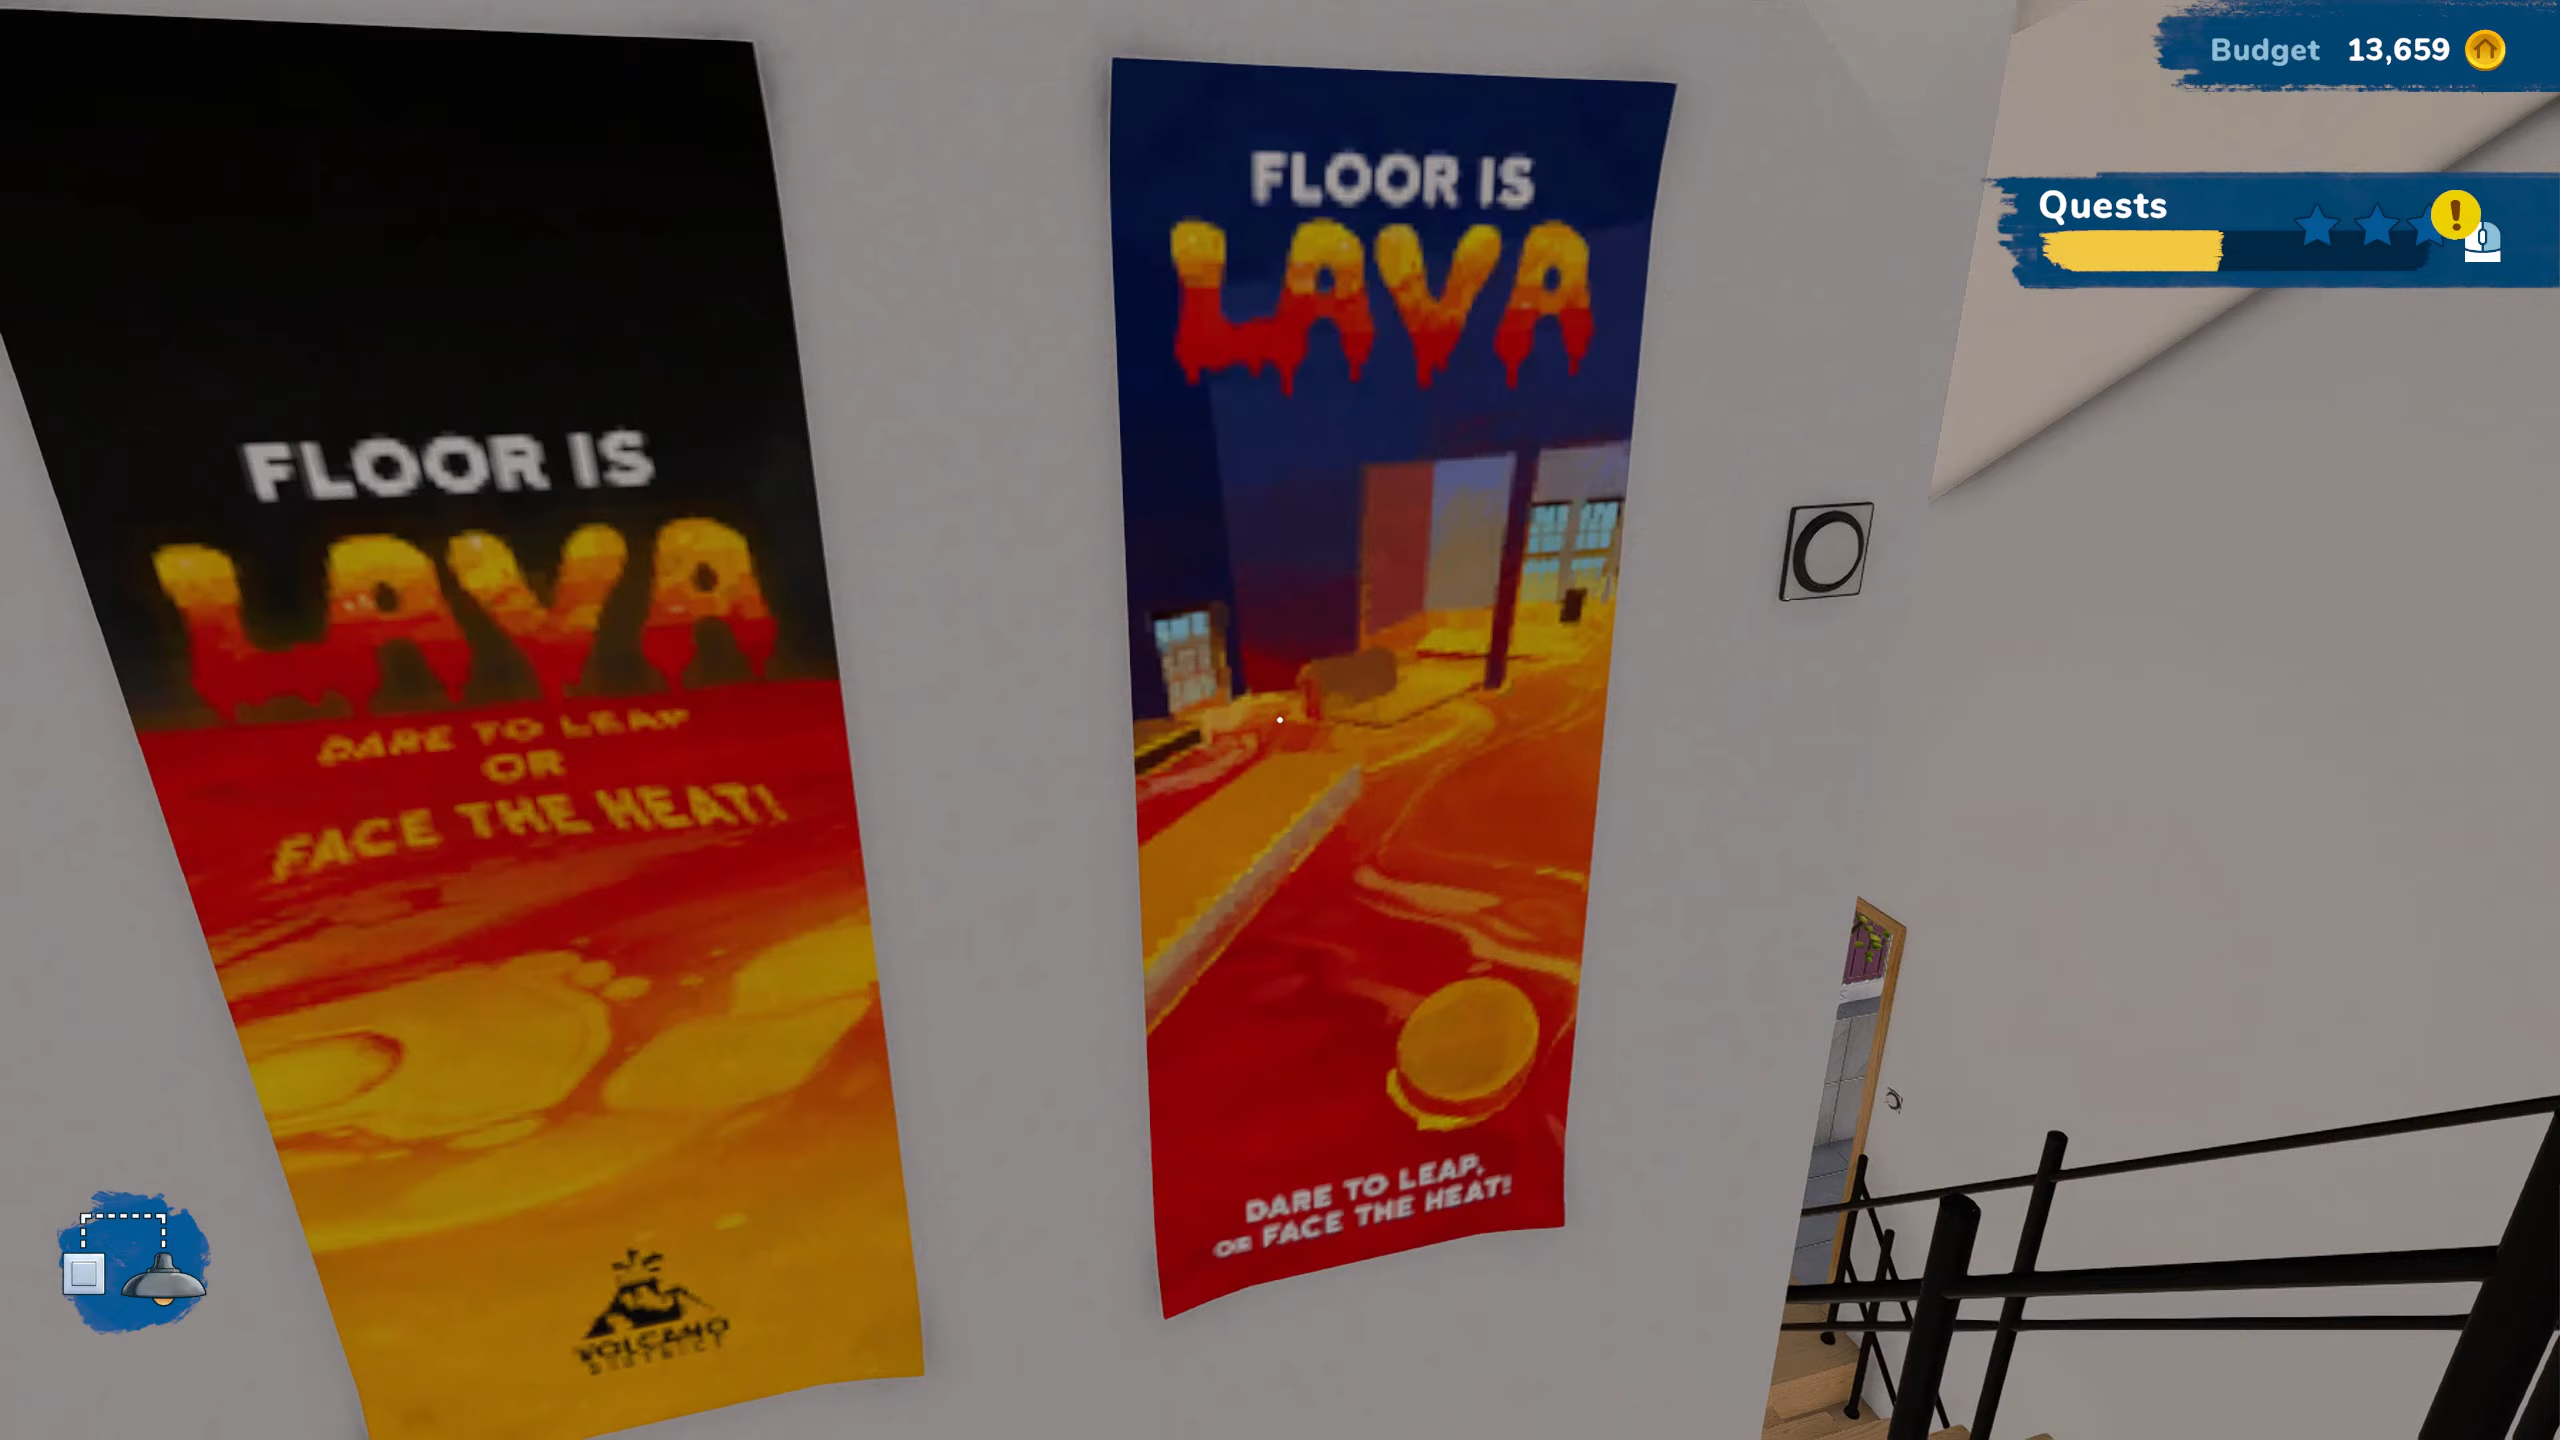 Budget 13,659
Quests
FLOOR IS
LAVA
DARE TO LEAP
OR
FACE THE HEAT!
VOLCANO
DISTRICT
FLOOR IS
LAVA
DARE TO LEAP,
OR FACE THE HEAT!